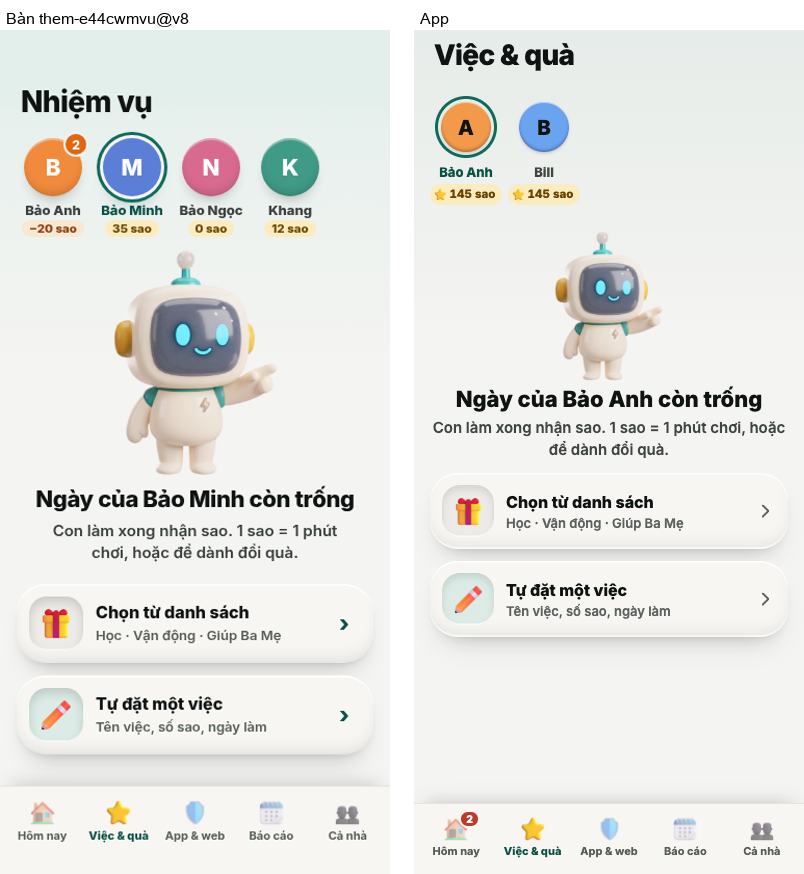 Bản them-e44cwmvu@v8
Nhiệm vụ
B
2
M
N
K
Bảo Anh
Bảo Minh
Bảo Ngọc
Khang
−20 sao
35 sao
0 sao
12 sao
Ngày của Bảo Minh còn trống
Con làm xong nhận sao. 1 sao = 1 phút
chơi, hoặc để dành đổi quà.
Chọn từ danh sách
Học · Vận động · Giúp Ba Mẹ
Tự đặt một việc
Tên việc, số sao, ngày làm
Hôm nay
Việc & quà
App & web
Báo cáo
Cả nhà
App
Việc & quà
A
B
Bảo Anh
Bill
145 sao
145 sao
Ngày của Bảo Anh còn trống
Con làm xong nhận sao. 1 sao = 1 phút chơi, hoặc
để dành đổi quà.
Chọn từ danh sách
Học · Vận động · Giúp Ba Mẹ
Tự đặt một việc
Tên việc, số sao, ngày làm
2
Hôm nay
Việc & quà
App & web
Báo cáo
Cả nhà